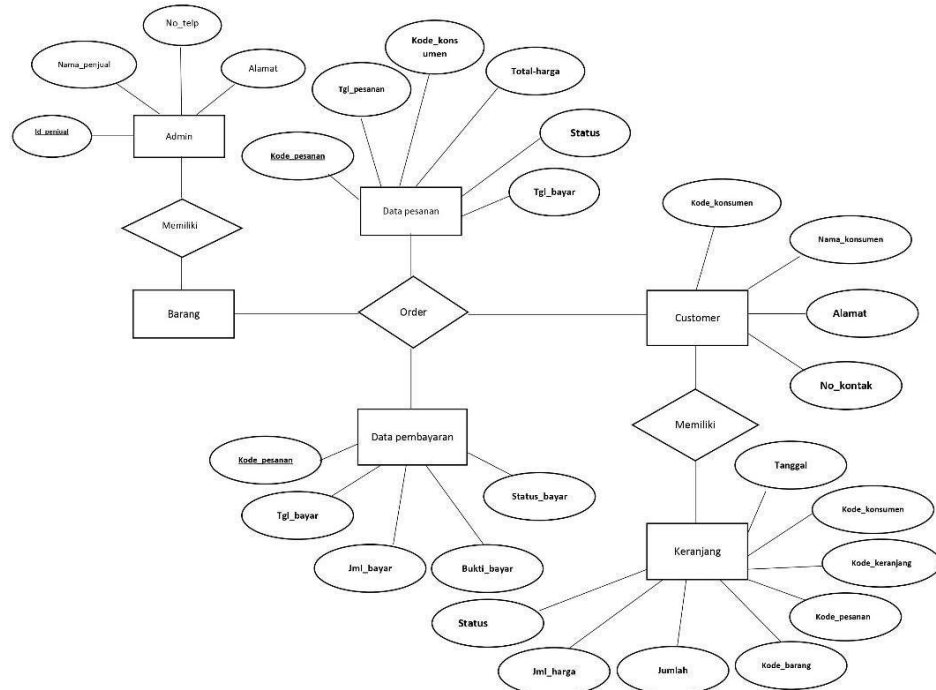 No_telp
Nama_penjual
Alamat
Id_penjual
Admin
Memiliki
Barang
Kode_kons
umen
Tgl_pesanan
Total-harga
Kode_pesanan
Status
Tgl_bayar
Data pesanan
Order
Kode_konsumen
Nama_konsumen
Alamat
No_kontak
Customer
Memiliki
Data pembayaran
Kode_pesanan
Tgl_bayar
Jml_bayar
Bukti_bayar
Status_bayar
Tanggal
Kode_konsumen
Kode_keranjang
Kode_pesanan
Keranjang
Status
Jml_harga
Jumlah
Kode_barang